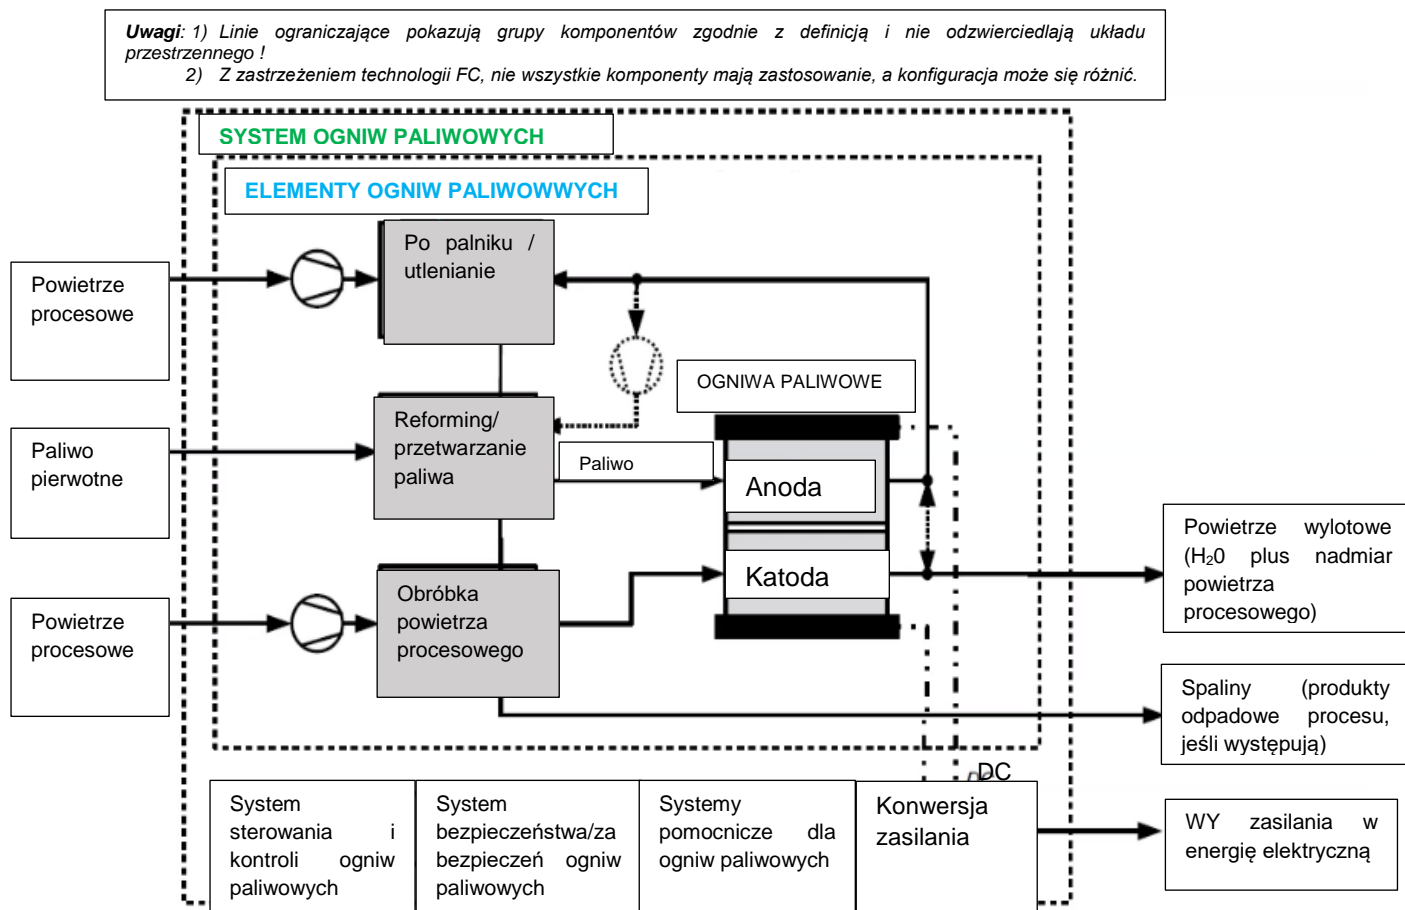 Uwagi: 1) Linie ograniczające pokazują grupy komponentów zgodnie z definicją i nie odzwierciedlają układu
przestrzennego !
2) Z zastrzeżeniem technologii FC, nie wszystkie komponenty mają zastosowanie, a konfiguracja może się różnić.
SYSTEM OGNIW PALIWOWYCH
ELEMENTY OGNIW PALIWOWWYCH
Po palniku /
utlenianie
Powietrze
procesowe
OGNIWA PALIWOWE
Reforming/
przetwarzanie
paliwa
Paliwo
pierwotne
Paliwo
Anoda
Powietrze wylotowe
(H₂0 plus nadmiar
powietrza
procesowego)
Katoda
Obróbka
powietrza
procesowego
Powietrze
procesowe
Spaliny (produkty
odpadowe procesu,
jeśli występują)
DC
System
sterowania i
kontroli ogniw
paliwowych
System
bezpieczeństwa/za
bezpieczeń ogniw
paliwowych
Systemy
pomocnicze dla
ogniw paliwowych
Konwersja
zasilania
WY zasilania w
energię elektryczną